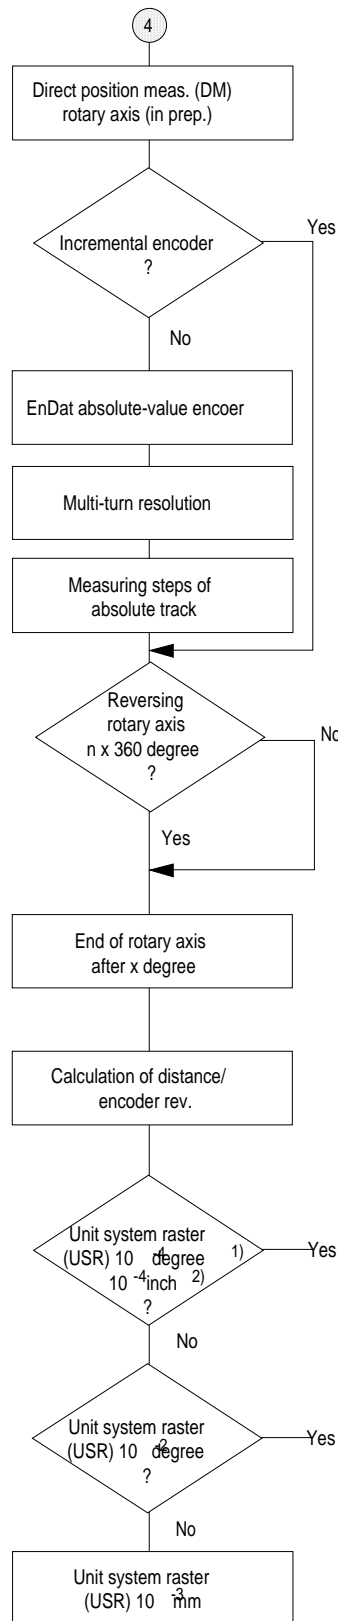 4
Direct position meas. (DM)
rotary axis (in prep.)
Yes
Incremental encoder
?
No
EnDat absolute-value encoer
Multi-turn resolution
Measuring steps of
absolute track
Reversing
rotary axis
n x 360 degree
?
No
Yes
End of rotary axis
after x degree
Calculation of distance/
encoder rev.
Unit system raster
(USR) 10 -4 degree 1)
10 -4 inch 2)
?
Yes
No
Unit system raster
(USR) 10 -2 degree
?
Yes
No
Unit system raster
(USR) 10 -3 mm